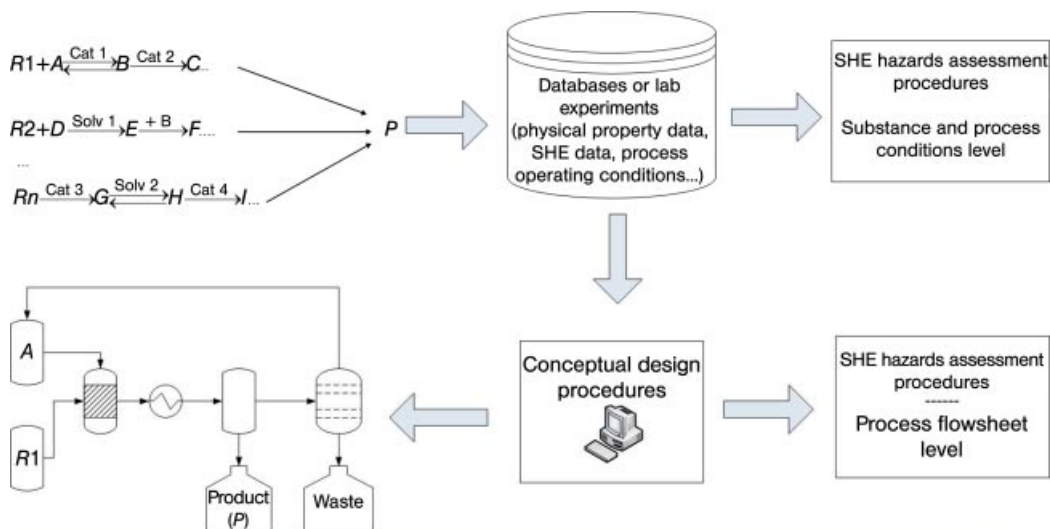 R1+A Cat 1 B Cat 2 C...
R2+D Solv 1 E + B F....
...
Rn Cat 3 G Solv 2 H Cat 4 I...
P
Databases or lab
experiments
(physical property data,
SHE data, process
operating conditions...)
SHE hazards assessment
procedures
Substance and process
conditions level
A
R1
Product
(P)
Waste
Conceptual design
procedures
SHE hazards assessment
procedures
------
Process flowsheet
level